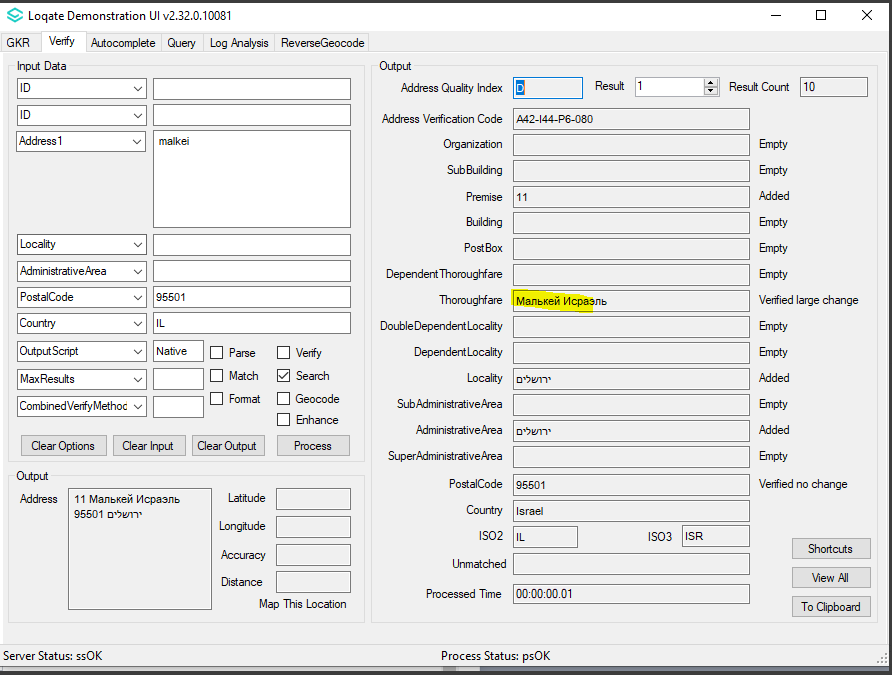 Loqate Demonstration UI v2.32.0.10081
GKR Verify Autocomplete Query Log Analysis ReverseGeocode
Input Data
ID
ID
Address1 malkei
Locality
AdministrativeArea
PostalCode 95501
Country IL
OutputScript Native Parse Verify
MaxResults Match Search
CombinedVerifyMethod Format Geocode
Enhance
Clear Options Clear Input Clear Output Process
Output
Address 11 Малькей Исраэль
95501 ירושלים
Latitude
Longitude
Accuracy
Distance
Map This Location
Output
Address Quality Index D Result 1 Result Count 10
Address Verification Code A42-I44-P6-080
Organization Empty
SubBuilding Empty
Premise 11 Added
Building Empty
PostBox Empty
DependentThoroughfare Empty
Thoroughfare Малькей Исраэль Verified large change
DoubleDependentLocality Empty
DependentLocality Empty
Locality ירושלים Added
SubAdministrativeArea Empty
AdministrativeArea ירושלים Added
SuperAdministrativeArea Empty
PostalCode 95501 Verified no change
Country Israel
ISO2 IL ISO3 ISR
Unmatched
Processed Time 00:00:00.01
Shortcuts
View All
To Clipboard
Server Status: ssOK Process Status: psOK